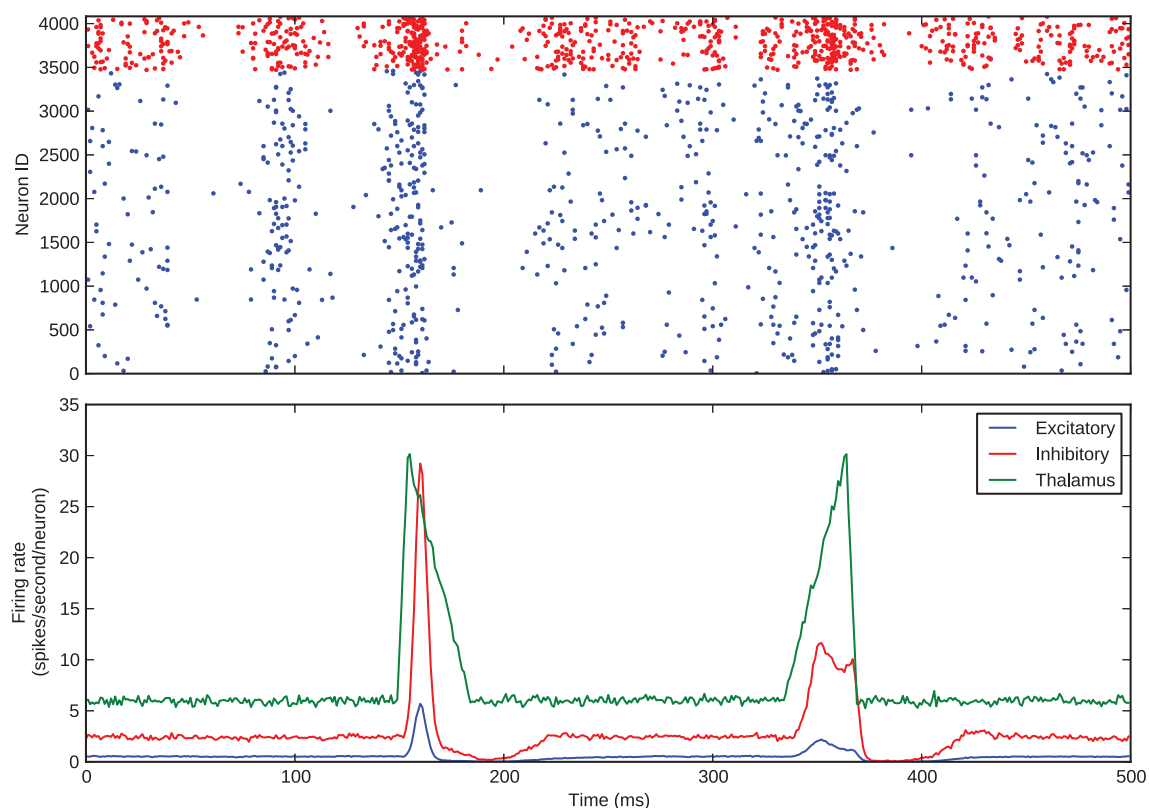 4000
3500
3000
2500
2000
1500
1000
500
0
Neuron ID
35
30
25
20
15
10
5
0
Firing rate
(spikes/second/neuron)
Excitatory
Inhibitory
Thalamus
0 100 200 300 400 500
Time (ms)